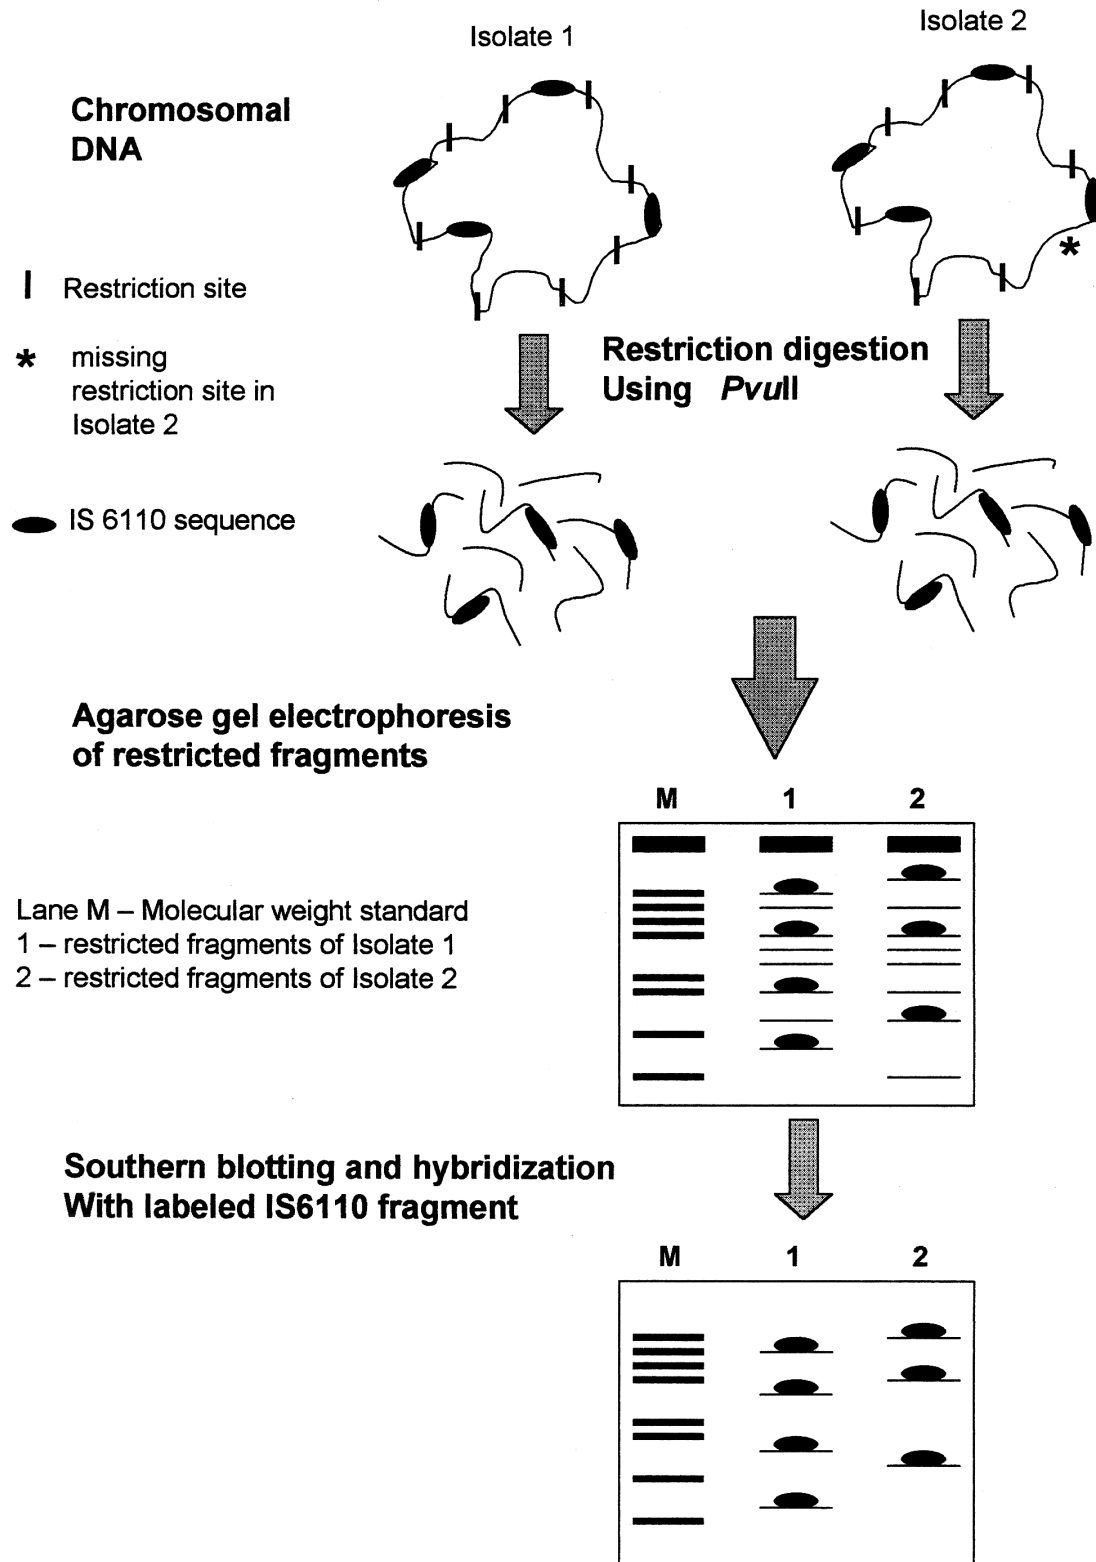 Isolate 1
Isolate 2
Chromosomal
DNA
Restriction site
* missing
restriction site in
Isolate 2
Restriction digestion
Using PvuII
IS 6110 sequence
Agarose gel electrophoresis
of restricted fragments
M 1 2
Lane M – Molecular weight standard
1 – restricted fragments of Isolate 1
2 – restricted fragments of Isolate 2
Southern blotting and hybridization
With labeled IS6110 fragment
M 1 2